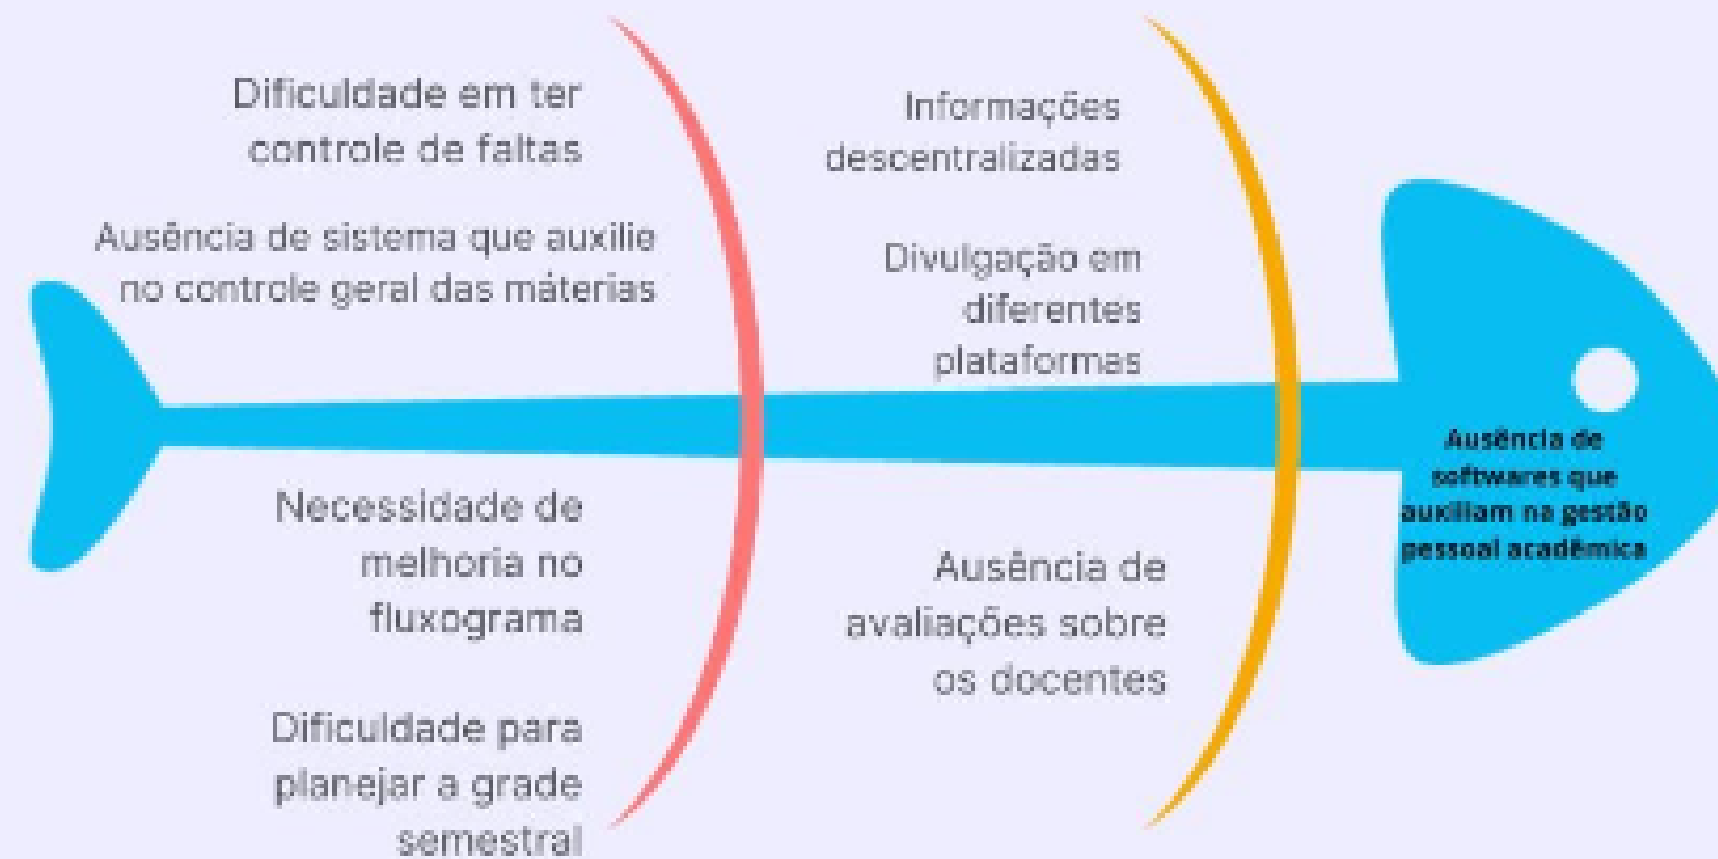 Dificuldade em ter
controle de faltas
Ausência de sistema que auxilie
no controle geral das máterias
Necessidade de
melhoria no
fluxograma
Dificuldade para
planejar a grade
semestral
Informações
descentralizadas
Divulgação em
diferentes
plataformas
Ausência de
avaliações sobre
os docentes
Ausência de
softwares que
auxiliam na gestão
pessoal acadêmica